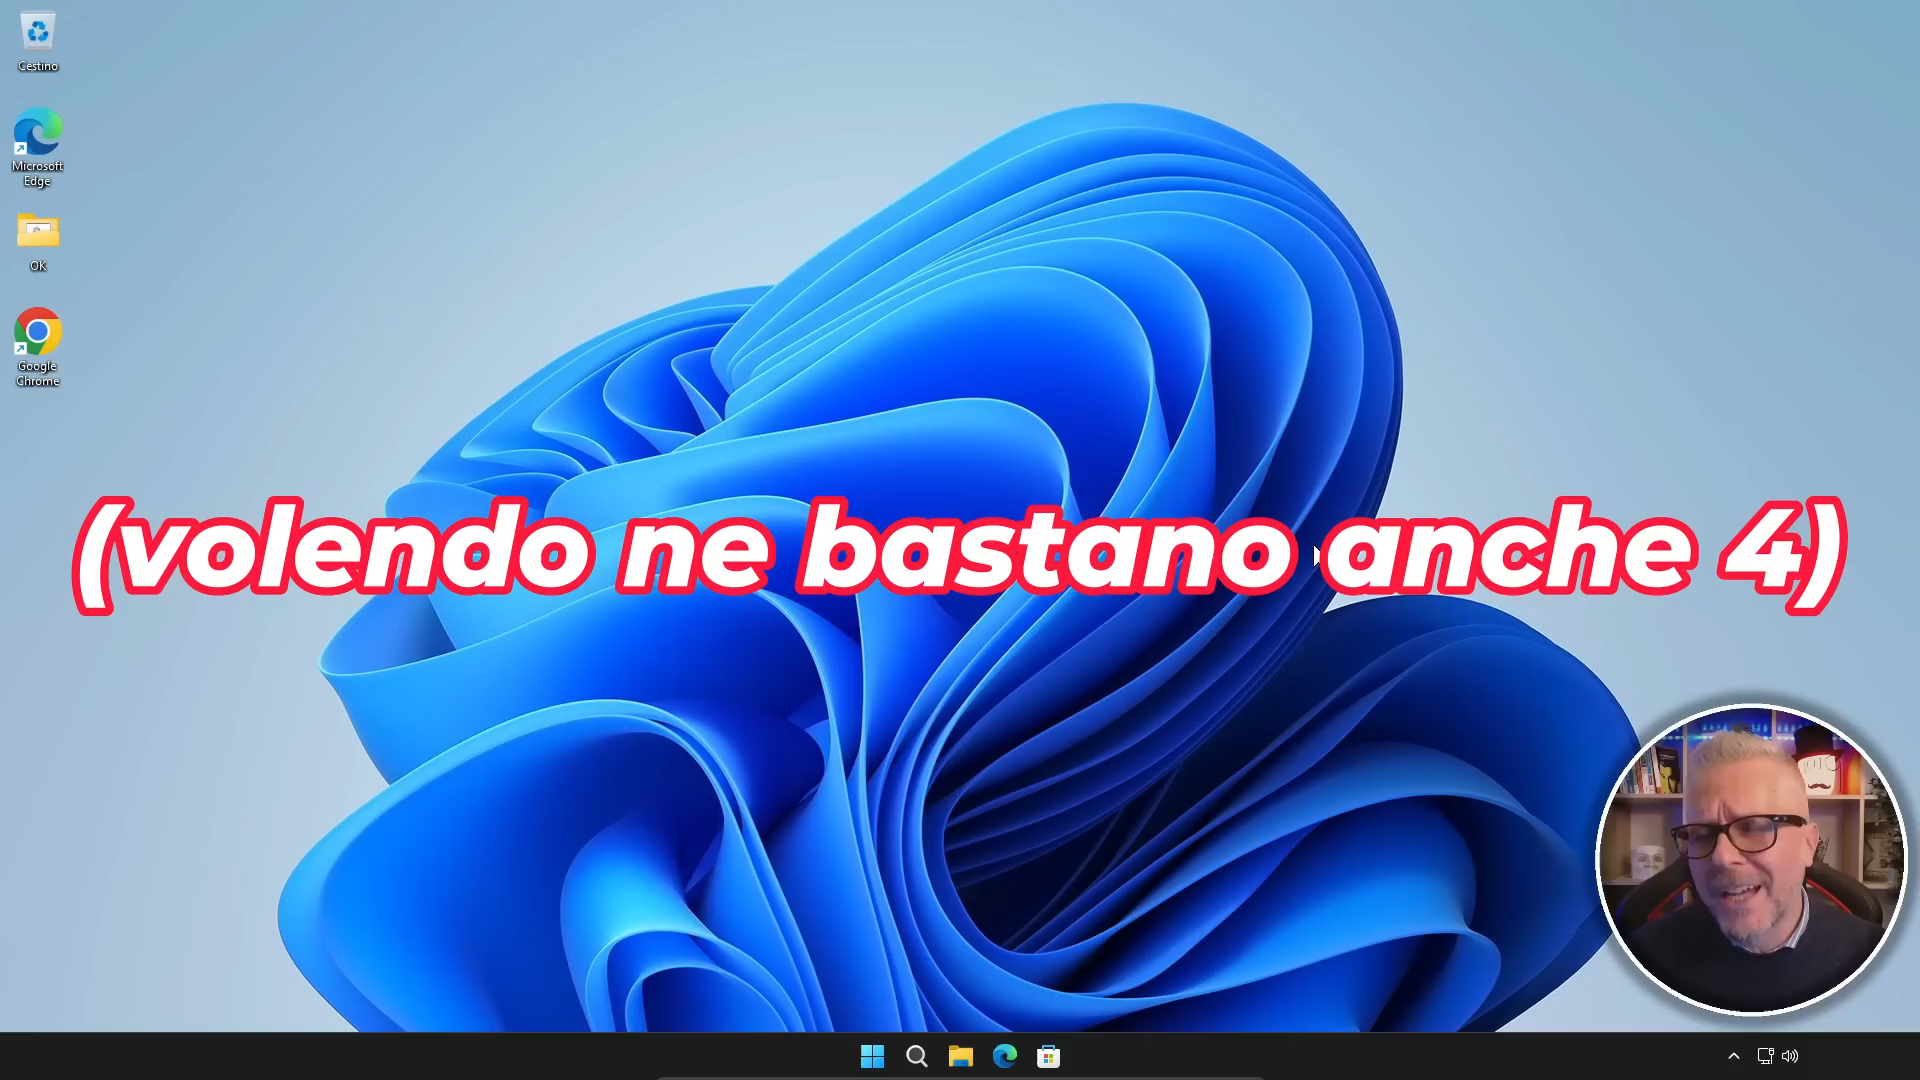 Cestino
Microsoft
Edge
OK
Google
Chrome
(volendo ne bastano anche 4)